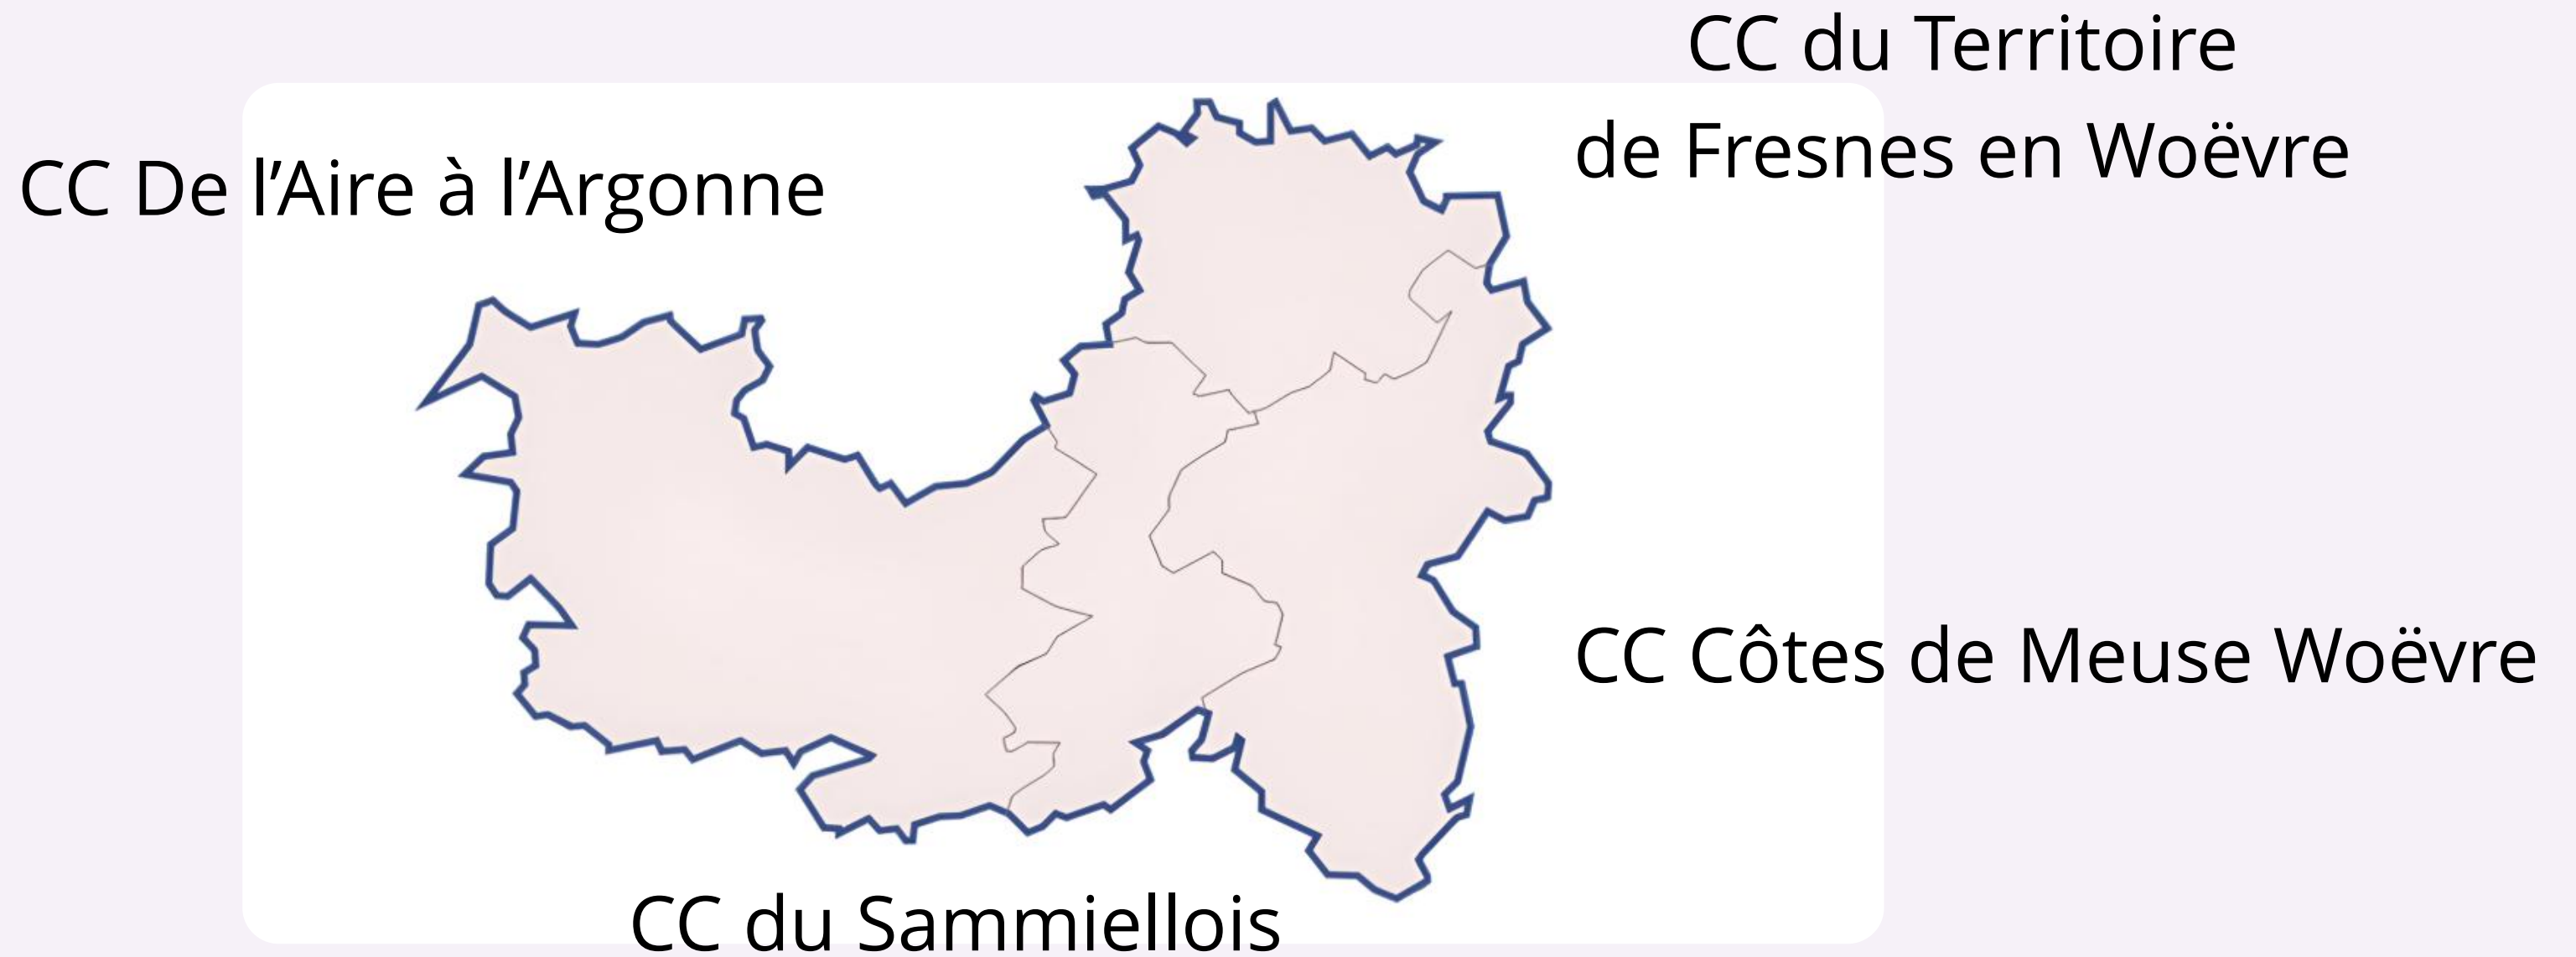 CC du Territoire
de Fresnes en Woëvre
CC De l’Aire à l’Argonne
CC Côtes de Meuse Woëvre
CC du Sammiellois